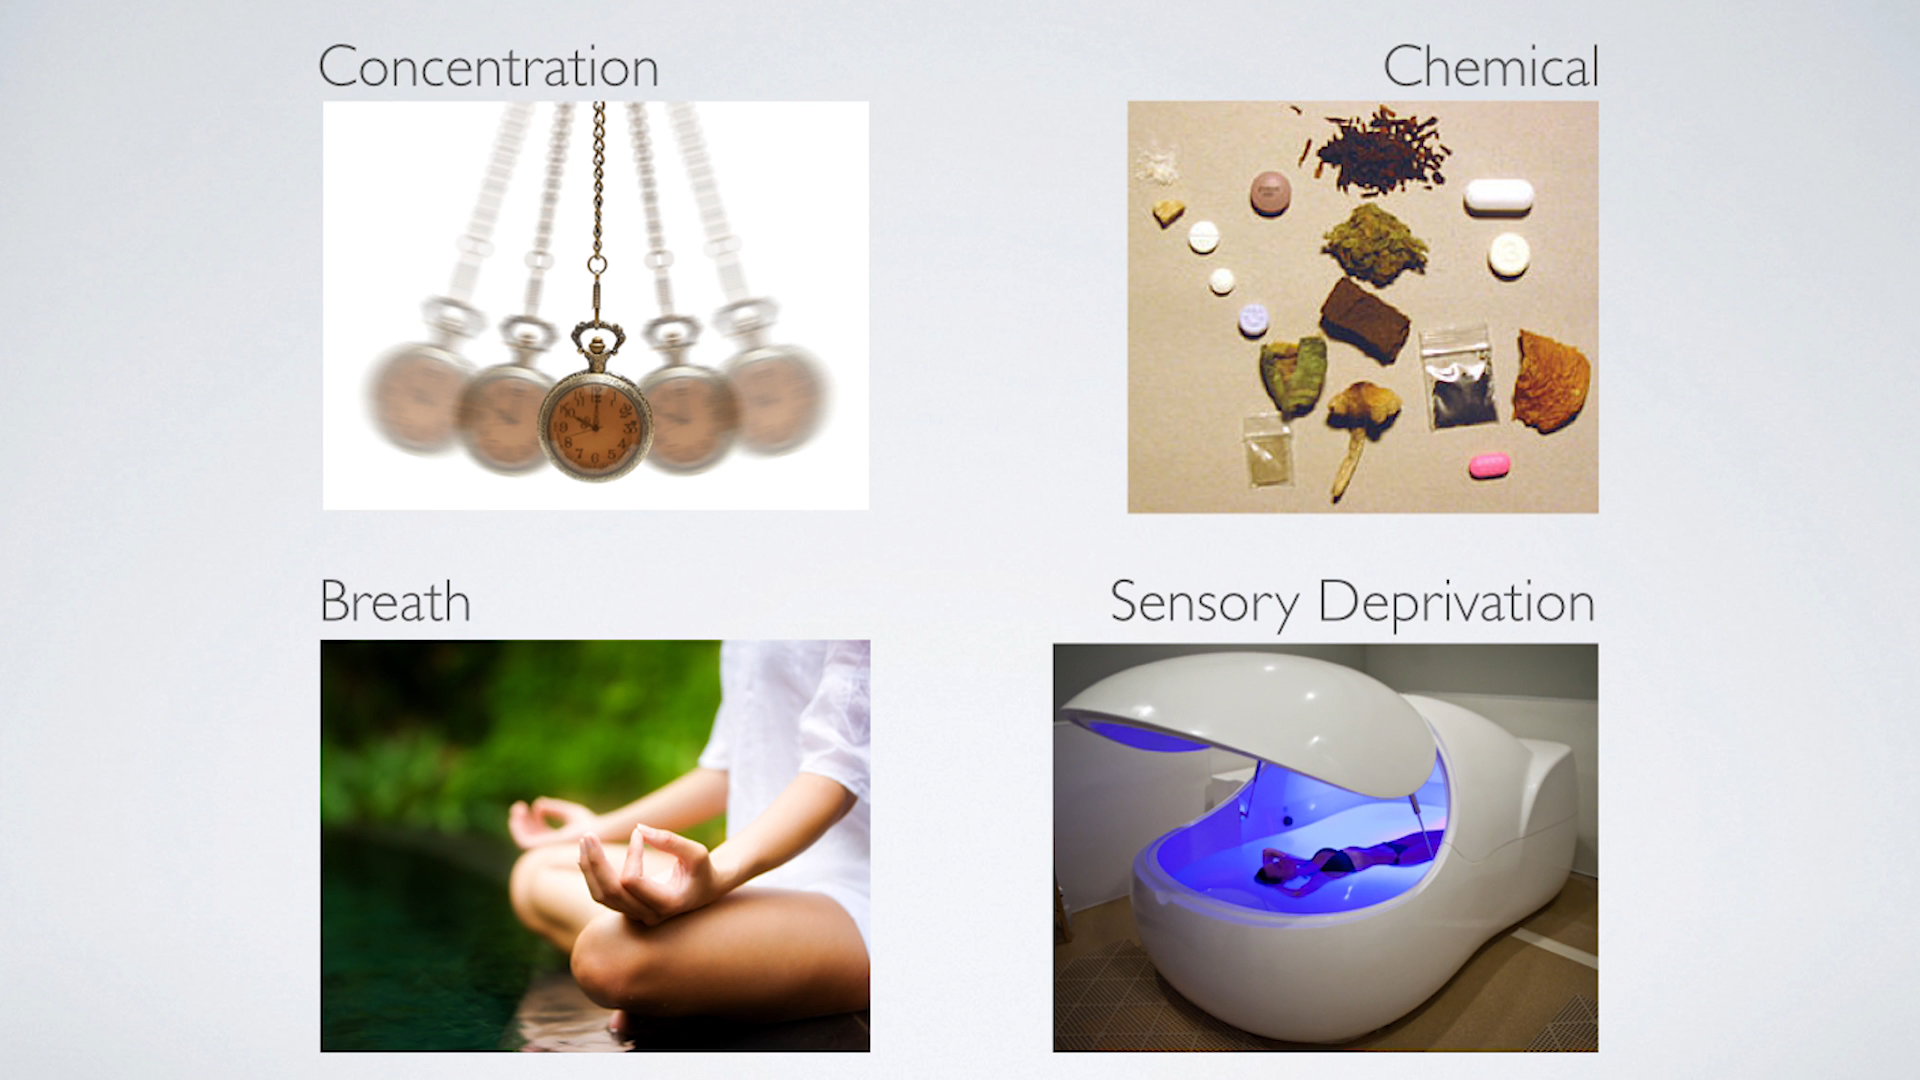 Concentration
Chemical
Breath
Sensory Deprivation